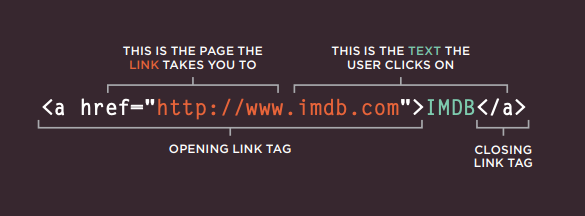 THIS IS THE PAGE THE
LINK TAKES YOU TO
THIS IS THE TEXT THE
USER CLICKS ON
<a href="http://www.imdb.com">IMDB</a>
OPENING LINK TAG
CLOSING
LINK TAG